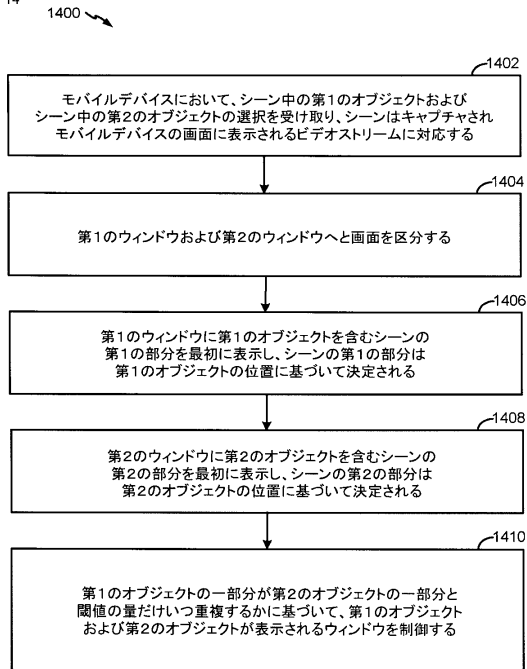 14
1400
1402
モバイルデバイスにおいて、シーン中の第1のオブジェクトおよび
シーン中の第2のオブジェクトの選択を受け取り、シーンはキャプチャされ
モバイルデバイスの画面に表示されるビデオストリームに対応する
1404
第1のウィンドウおよび第2のウィンドウへと画面を区分する
1406
第1のウィンドウに第1のオブジェクトを含むシーンの
第1の部分を最初に表示し、シーンの第1の部分は
第1のオブジェクトの位置に基づいて決定される
1408
第2のウィンドウに第2のオブジェクトを含むシーンの
第2の部分を最初に表示し、シーンの第2の部分は
第2のオブジェクトの位置に基づいて決定される
1410
第1のオブジェクトの一部分が第2のオブジェクトの一部分と
閾値の量だけいつ重複するかに基づいて、第1のオブジェクト
および第2のオブジェクトが表示されるウィンドウを制御する